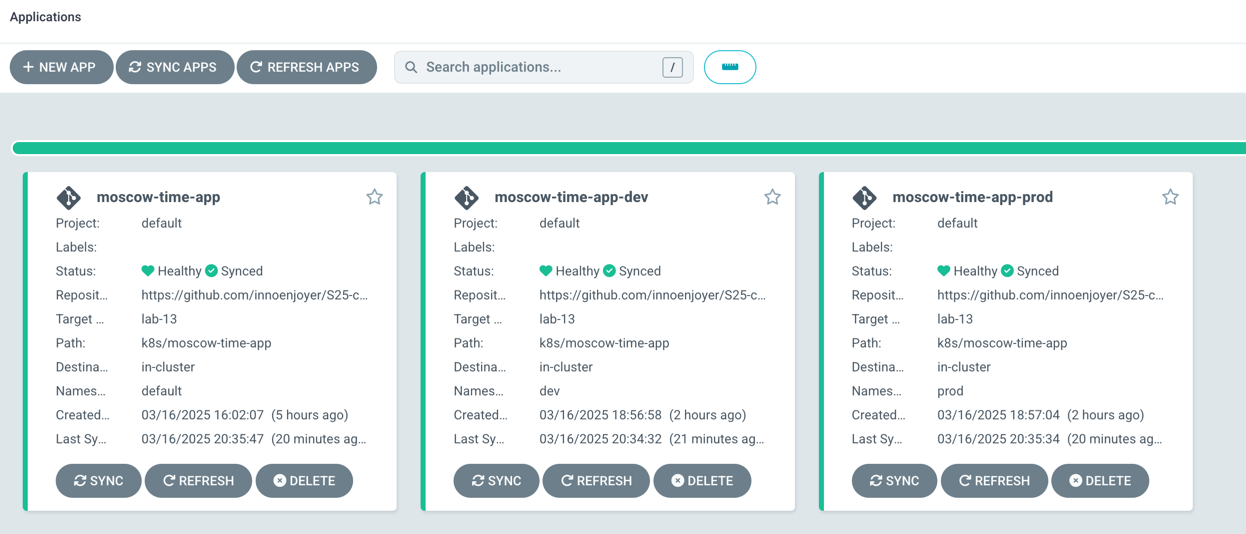 Applications
NEW APP SYNC APPS REFRESH APPS Search applications... /
moscow-time-app
Project: default
Labels:
Status: Healthy Synced
Reposit... https://github.com/innoenjoyer/S25-c...
Target ... lab-13
Path: k8s/moscow-time-app
Destina... in-cluster
Names... default
Created... 03/16/2025 16:02:07 (5 hours ago)
Last Sy... 03/16/2025 20:35:47 (20 minutes ag...
SYNC REFRESH DELETE
moscow-time-app-dev
Project: default
Labels:
Status: Healthy Synced
Reposit... https://github.com/innoenjoyer/S25-c...
Target ... lab-13
Path: k8s/moscow-time-app
Destina... in-cluster
Names... dev
Created... 03/16/2025 18:56:58 (2 hours ago)
Last Sy... 03/16/2025 20:34:32 (21 minutes ag...
SYNC REFRESH DELETE
moscow-time-app-prod
Project: default
Labels:
Status: Healthy Synced
Reposit... https://github.com/innoenjoyer/S25-c...
Target ... lab-13
Path: k8s/moscow-time-app
Destina... in-cluster
Names... prod
Created... 03/16/2025 18:57:04 (2 hours ago)
Last Sy... 03/16/2025 20:35:34 (20 minutes ag...
SYNC REFRESH DELETE